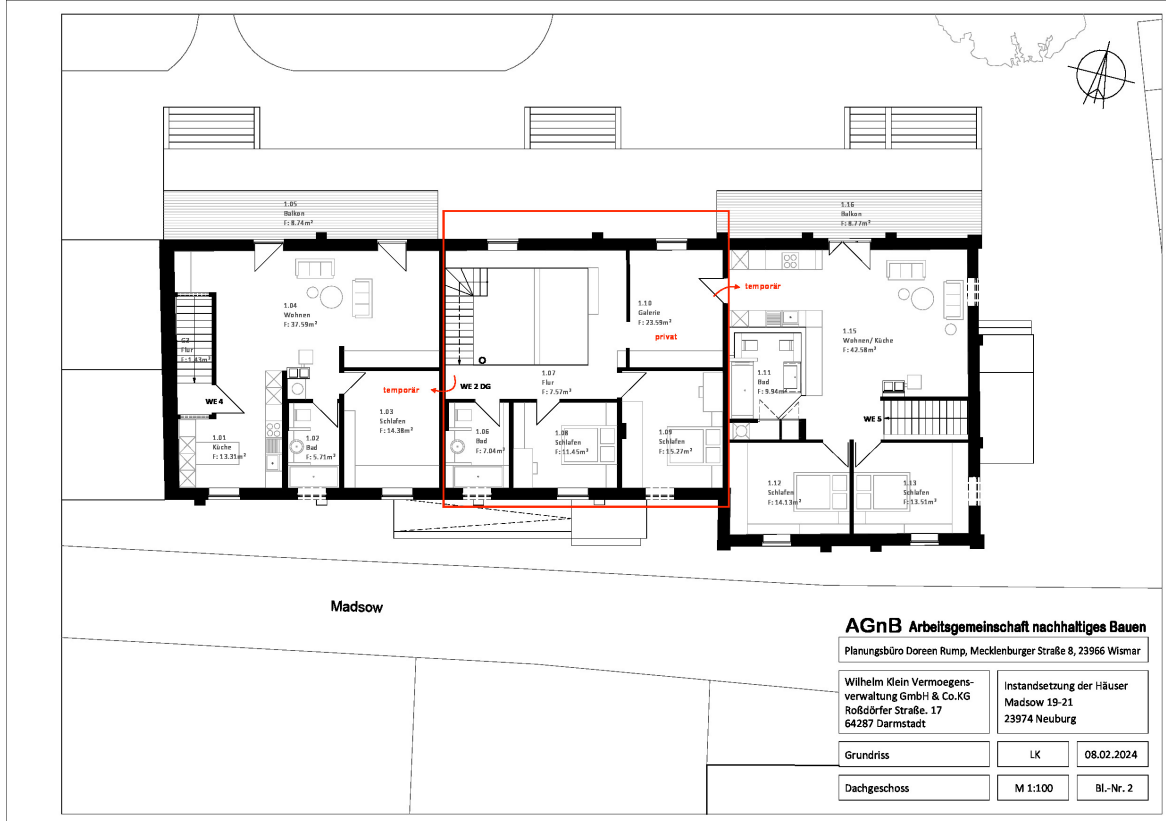 1.05
Balkon
F: 8.74m²
1.16
Balkon
F: 8.77m²
1.04
Wohnen
F: 37.59m²
G3
Flur
F: 1.43m²
WE 4
1.01
Küche
F: 13.31m²
1.02
Bad
F: 5.71m²
1.03
Schlafen
F: 14.38m²
temporär
WE 2 DG
1.07
Flur
F: 7.57m²
1.06
Bad
F: 7.04m²
1.08
Schlafen
F: 11.45m²
1.09
Schlafen
F: 15.27m²
1.10
Galerie
F: 23.59m²
privat
temporär
1.15
Wohnen/ Küche
F: 42.58m²
1.11
Bad
F: 9.94m²
WE 5
1.12
Schlafen
F: 14.13m²
1.13
Schlafen
F: 13.51m²
Madsow
AGnB Arbeitsgemeinschaft nachhaltiges Bauen
Planungsbüro Doreen Rump, Mecklenburger Straße 8, 23966 Wismar
Wilhelm Klein Vermoegens-
verwaltung GmbH & Co.KG
Roßdörfer Straße. 17
64287 Darmstadt
Instandsetzung der Häuser
Madsow 19-21
23974 Neuburg
Grundriss
LK
08.02.2024
Dachgeschoss
M 1:100
Bl.-Nr. 2